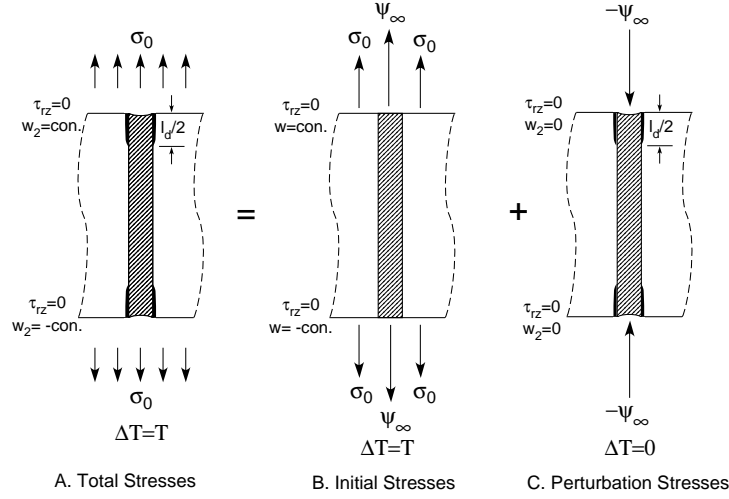 σ₀
τrz=0
w₂=con.
l_d/2
τrz=0
w₂= -con.
σ₀
ΔT=T
A. Total Stresses
=
ψ∞
σ₀ σ₀
τrz=0
w=con.
τrz=0
w= -con.
σ₀ σ₀
ψ∞
ΔT=T
B. Initial Stresses
+
−ψ∞
τrz=0
w₂=0
l_d/2
τrz=0
w₂=0
−ψ∞
ΔT=0
C. Perturbation Stresses